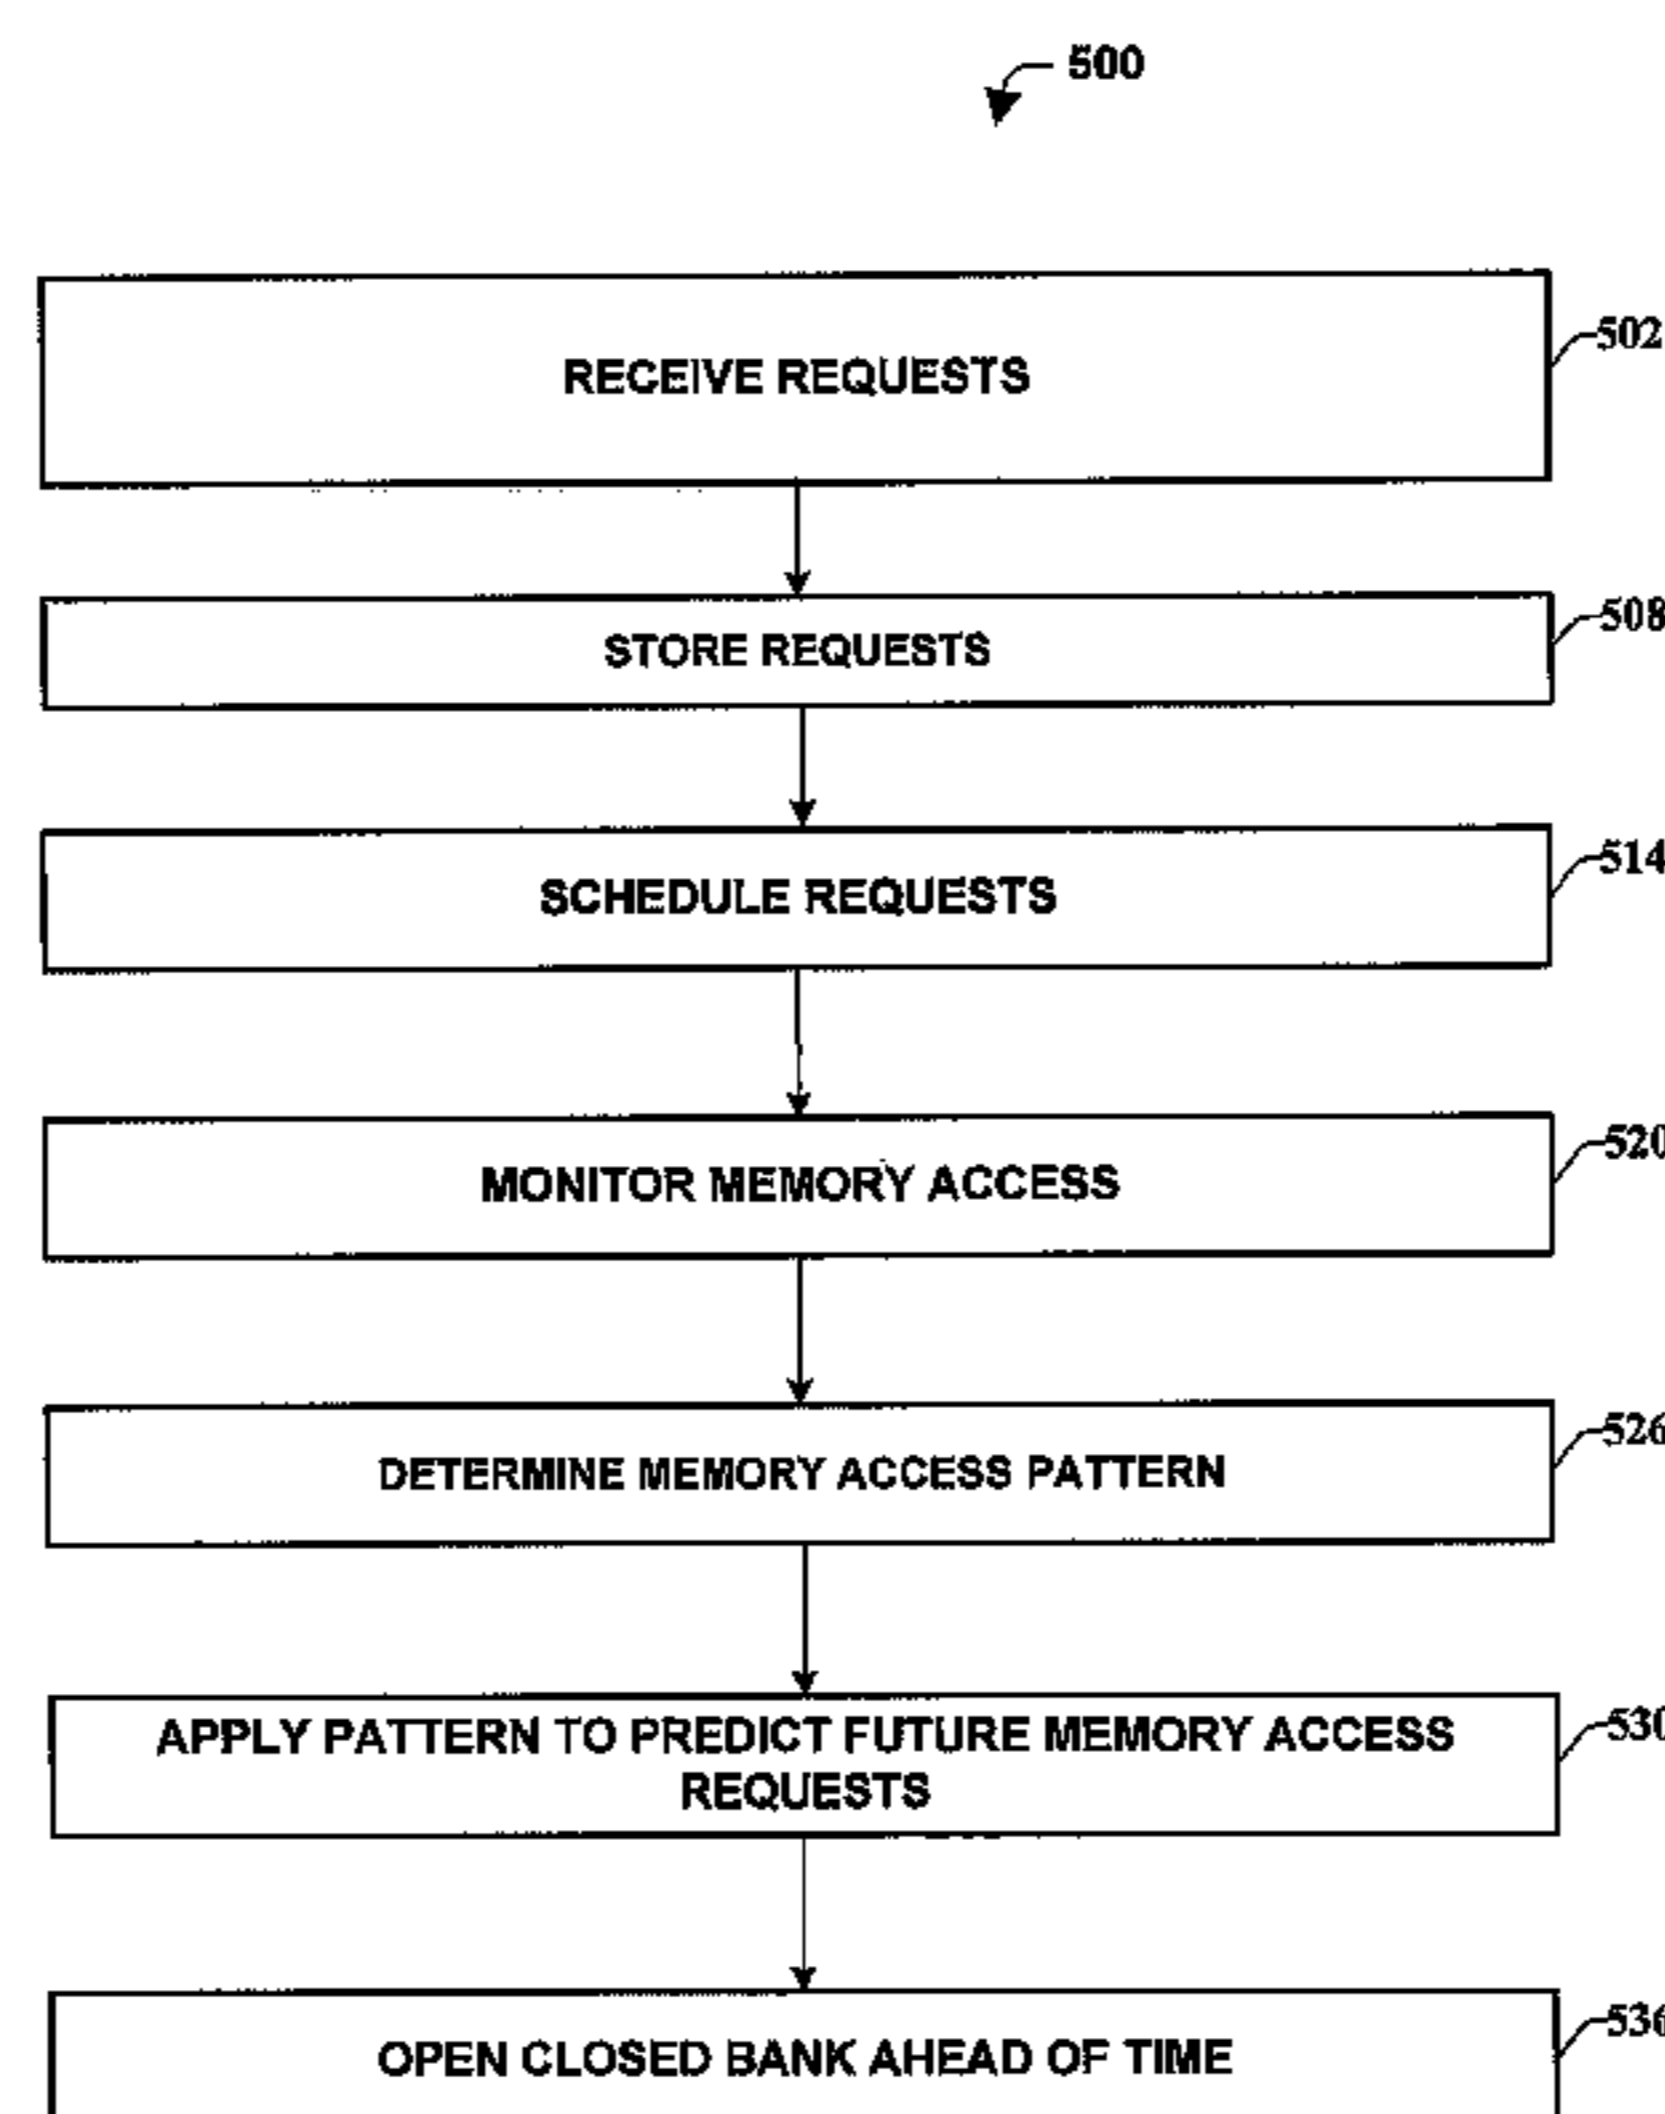 500
RECEIVE REQUESTS
502
STORE REQUESTS
508
SCHEDULE REQUESTS
514
MONITOR MEMORY ACCESS
520
DETERMINE MEMORY ACCESS PATTERN
526
APPLY PATTERN TO PREDICT FUTURE MEMORY ACCESS
REQUESTS
530
OPEN CLOSED BANK AHEAD OF TIME
536